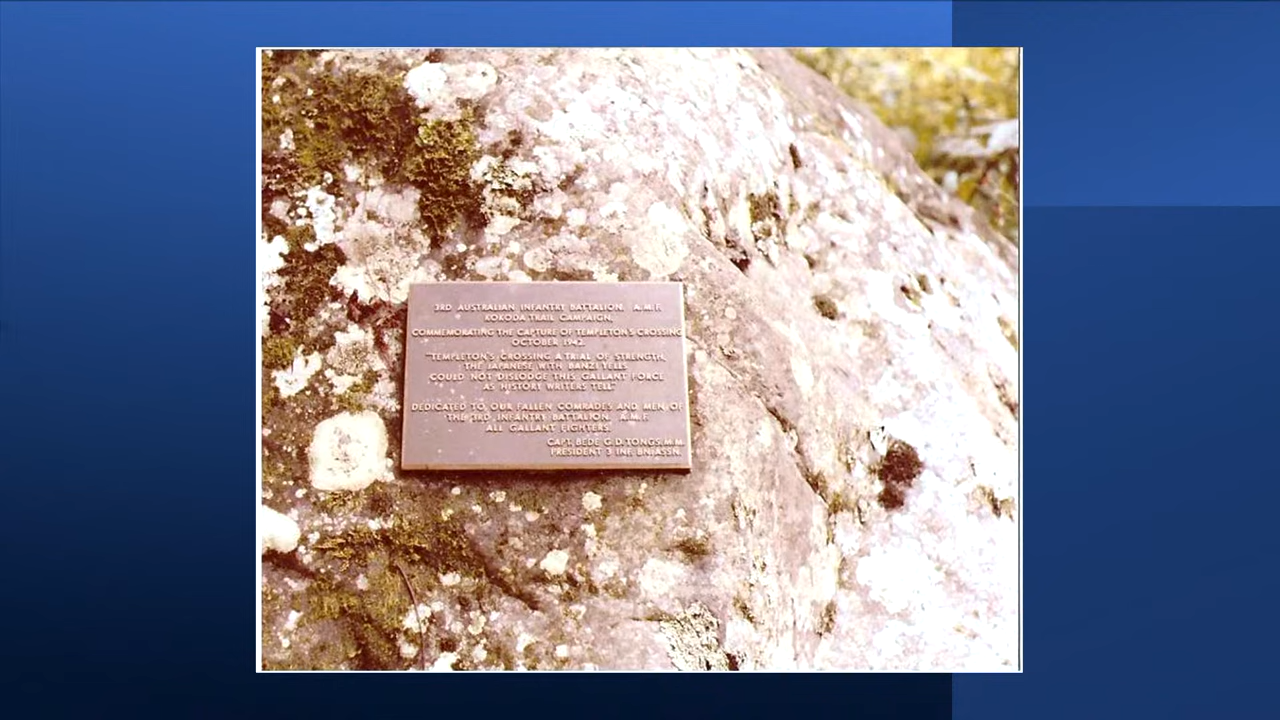 3RD AUSTRALIAN INFANTRY BATTALION. A.M.F.
KOKODA TRAIL CAMPAIGN,
COMMEMORATING THE CAPTURE OF TEMPLETON'S CROSSING
OCTOBER 1942.
"TEMPLETON'S CROSSING A TRIAL OF STRENGTH,
THE JAPANESE WITH BANZI YELLS
COULD NOT DISLODGE THIS GALLANT FORCE
AS HISTORY WRITERS TELL"
DEDICATED TO OUR FALLEN COMRADES AND MEN OF
THE 3RD INFANTRY BATTALION. A.M.F.
ALL GALLANT FIGHTERS.
CAPT. BEDE G.D. TONGS, M.M.
PRESIDENT 3 INF. BN. ASSN.